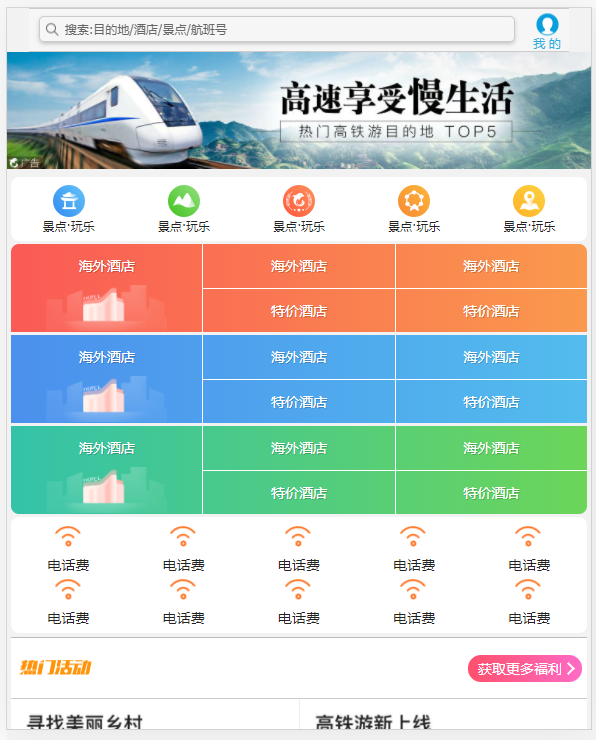 搜索:目的地/酒店/景点/航班号
我 的
高速享受慢生活
热门高铁游目的地 TOP5
广告
景点·玩乐 景点·玩乐 景点·玩乐 景点·玩乐 景点·玩乐
海外酒店 海外酒店 海外酒店
HOTEL
特价酒店 特价酒店
海外酒店 海外酒店 海外酒店
HOTEL
特价酒店 特价酒店
海外酒店 海外酒店 海外酒店
HOTEL
特价酒店 特价酒店
电话费 电话费 电话费 电话费 电话费
电话费 电话费 电话费 电话费 电话费
热门活动
获取更多福利
寻找美丽乡村 高铁游新上线